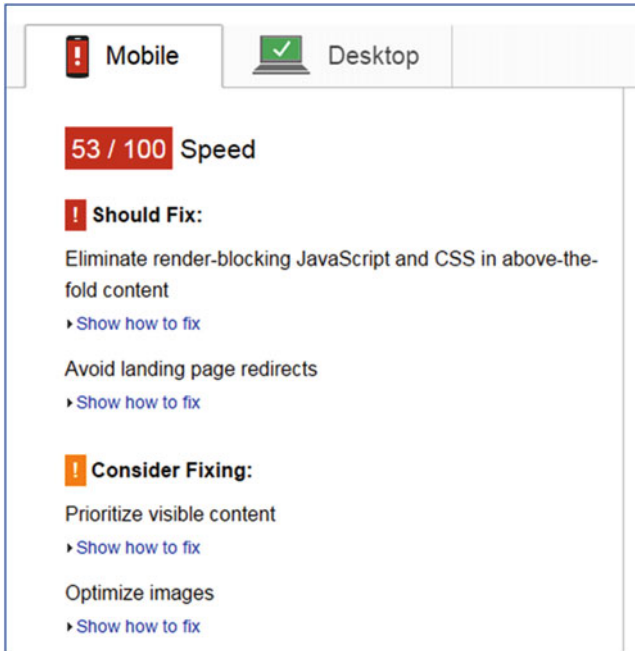 Mobile
Desktop
53 / 100 Speed
! Should Fix:
Eliminate render-blocking JavaScript and CSS in above-the-
fold content
Show how to fix
Avoid landing page redirects
Show how to fix
! Consider Fixing:
Prioritize visible content
Show how to fix
Optimize images
Show how to fix